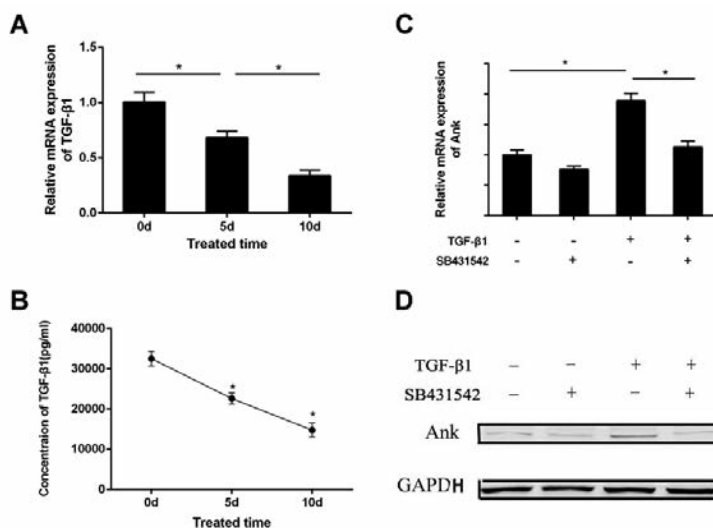 A
Relative mRNA expression
of TGF-β1
1.5
1.0
0.5
0.0
*
*
0d 5d 10d
Treated time
B
Concentraion of TGF-β1(pg/ml)
40000
30000
20000
10000
0
*
*
0d 5d 10d
Treated time
C
Relative mRNA expression
of Ank
*
*
TGF-β1 - - + +
SB431542 - + - +
D
TGF-β1 – – + +
SB431542 – + – +
Ank
GAPDH